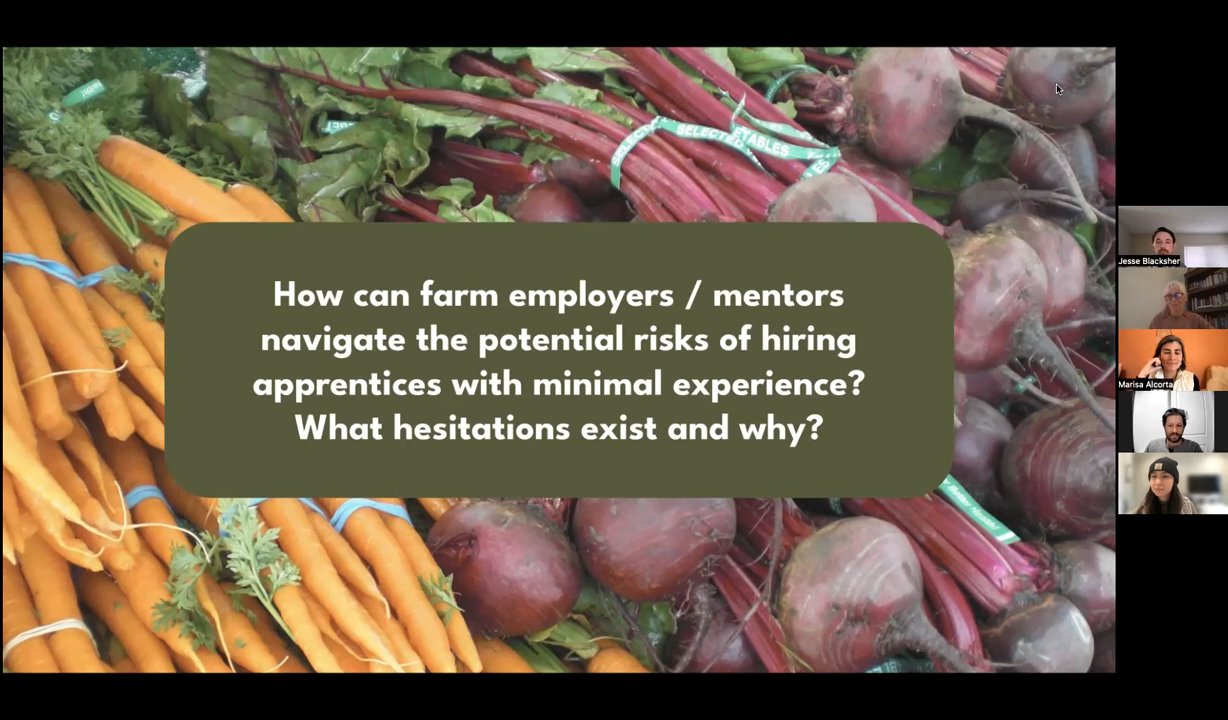 How can farm employers / mentors
navigate the potential risks of hiring
apprentices with minimal experience?
What hesitations exist and why?
SELECTED
Jesse Blacksher
Marisa Alcorta